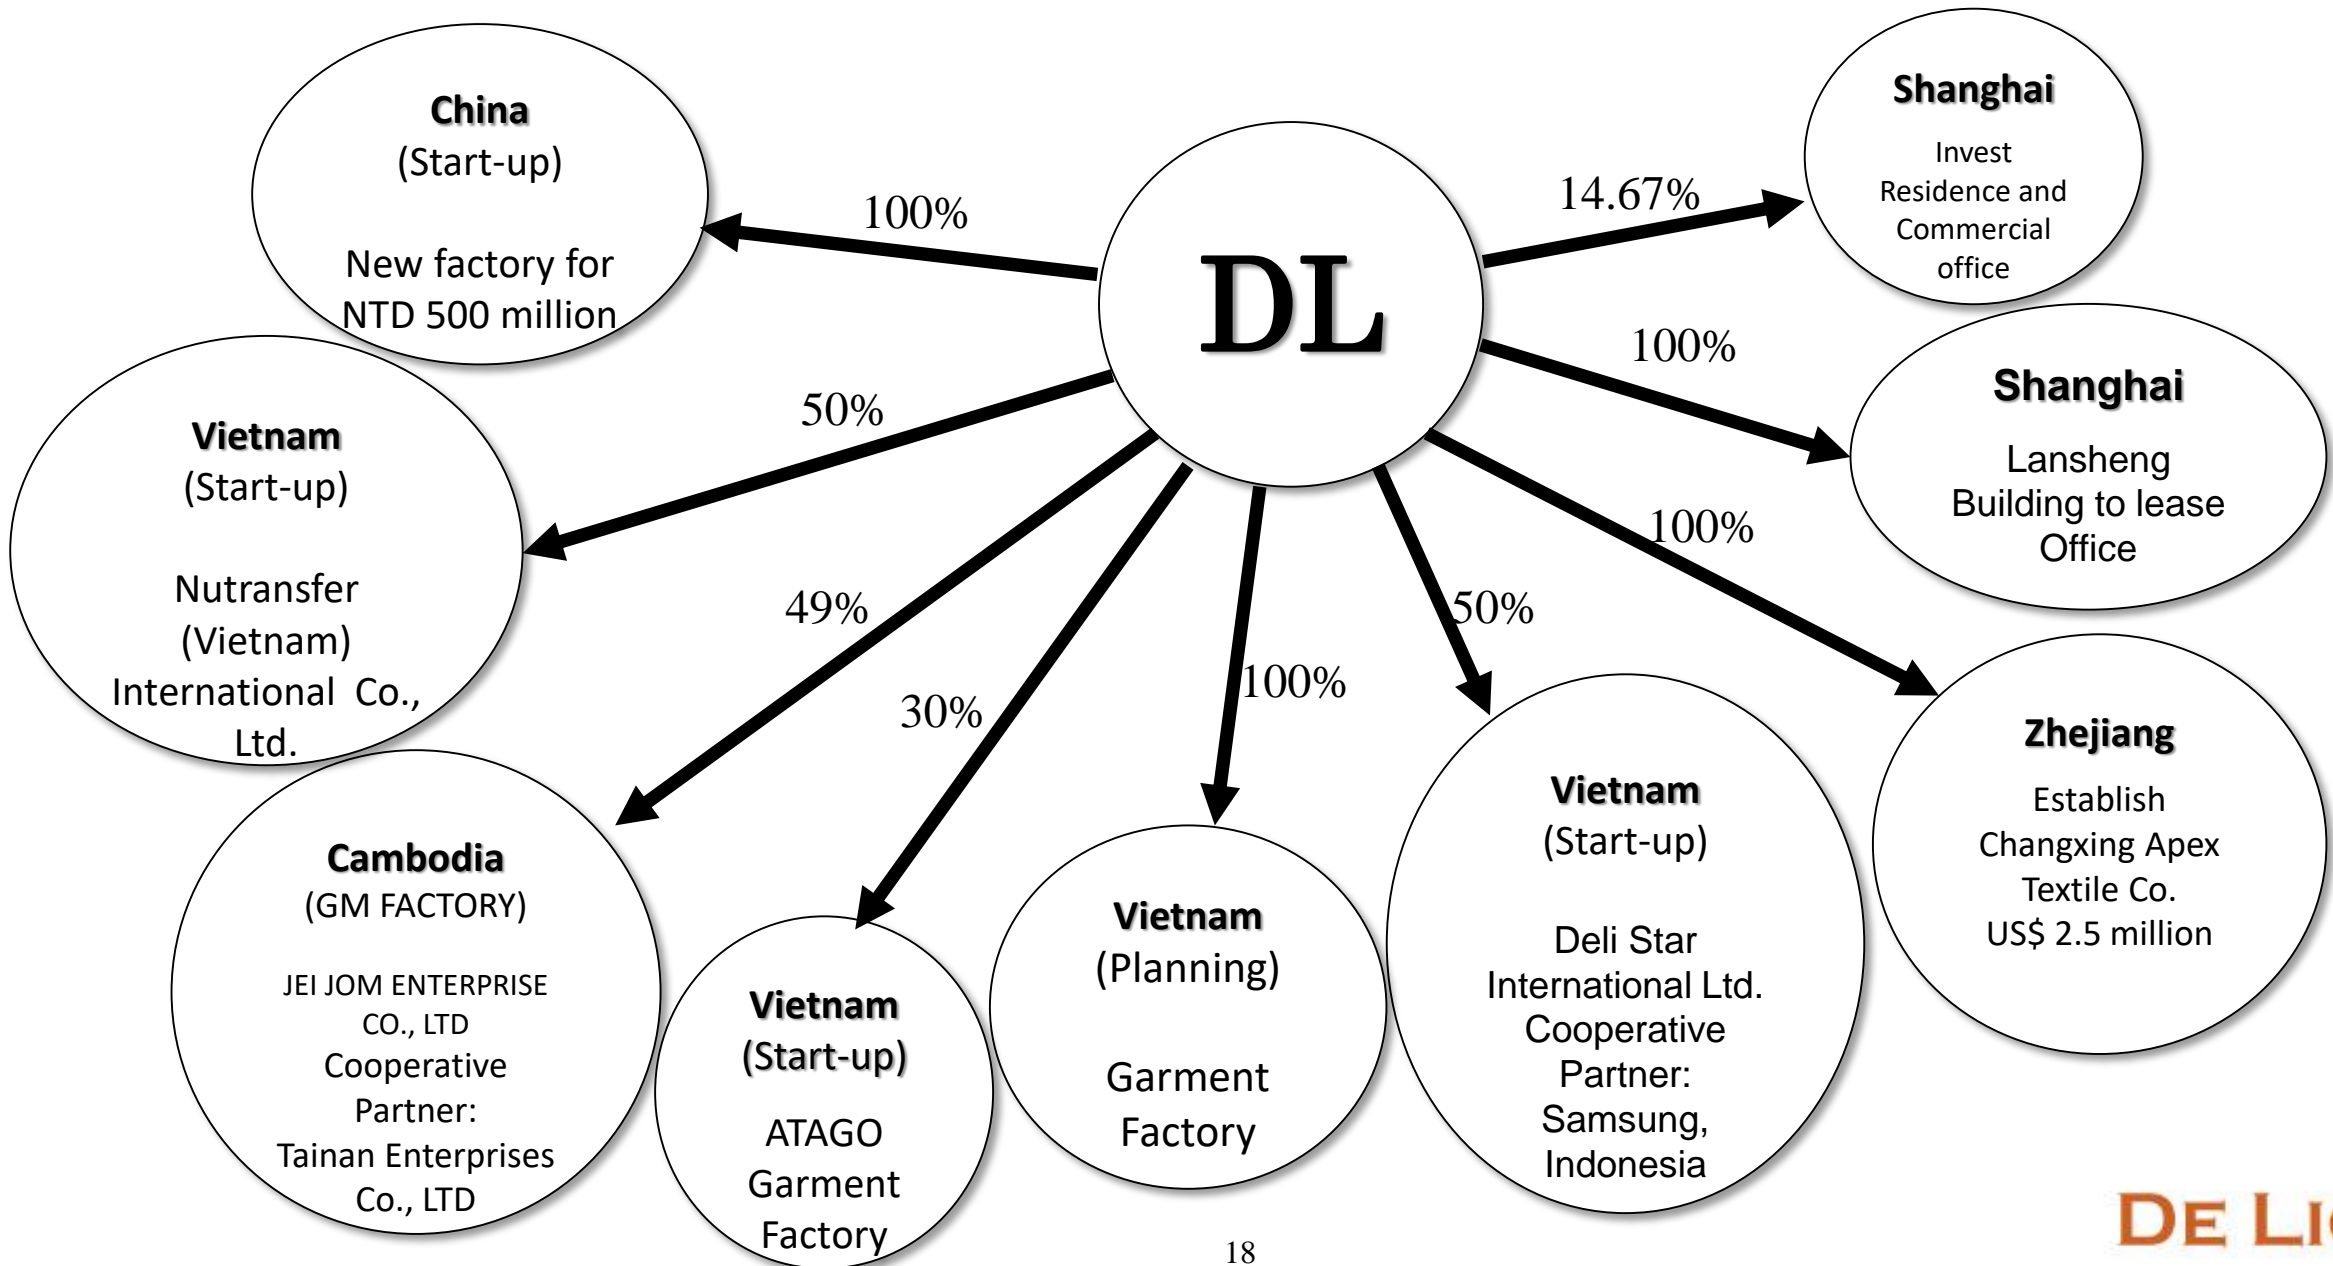 China
(Start-up)
New factory for
NTD 500 million
100%
DL
14.67%
Shanghai
Invest
Residence and
Commercial
office
100%
Shanghai
Lansheng
Building to lease
Office
50%
Vietnam
(Start-up)
Nutransfer
(Vietnam)
International Co.,
Ltd.
49%
Cambodia
(GM FACTORY)
JEI JOM ENTERPRISE
CO., LTD
Cooperative
Partner:
Tainan Enterprises
Co., LTD
30%
Vietnam
(Start-up)
ATAGO
Garment
Factory
100%
Vietnam
(Planning)
Garment
Factory
50%
Vietnam
(Start-up)
Deli Star
International Ltd.
Cooperative
Partner:
Samsung,
Indonesia
100%
Zhejiang
Establish
Changxing Apex
Textile Co.
US$ 2.5 million
18
DE